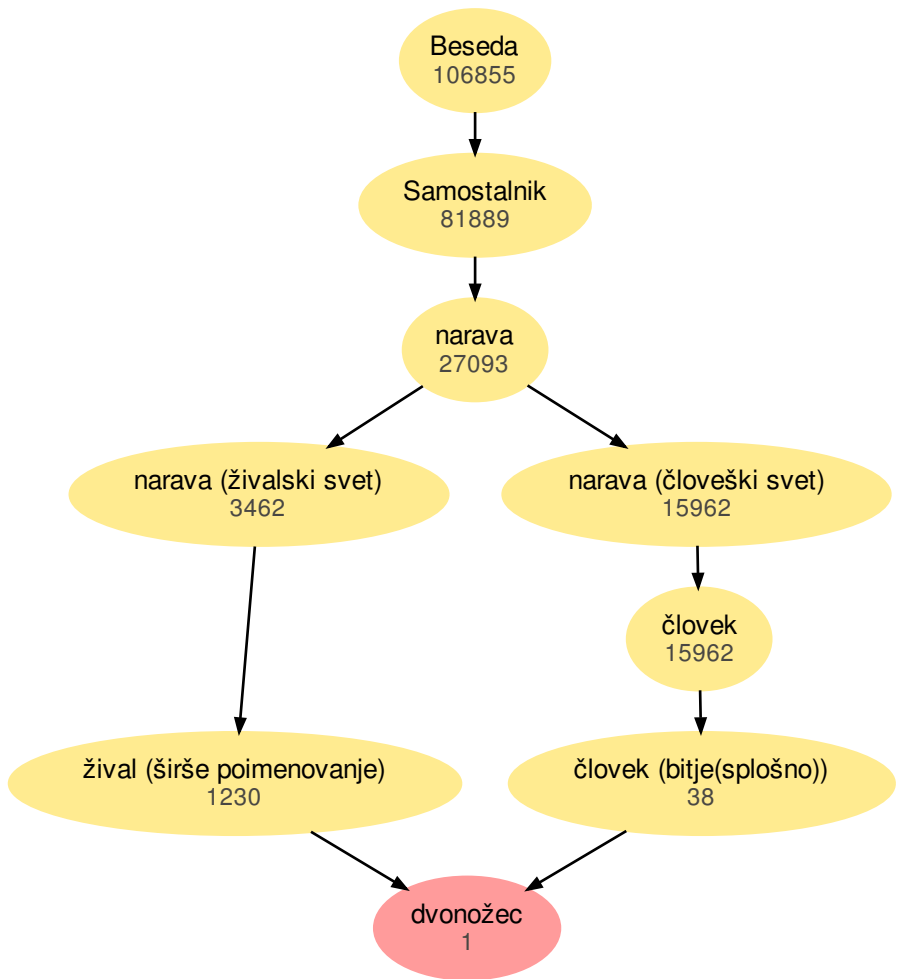 Beseda
106855
Samostalnik
81889
narava
27093
narava (živalski svet)
3462
narava (človeški svet)
15962
človek
15962
žival (širše poimenovanje)
1230
človek (bitje(splošno))
38
dvonožec
1